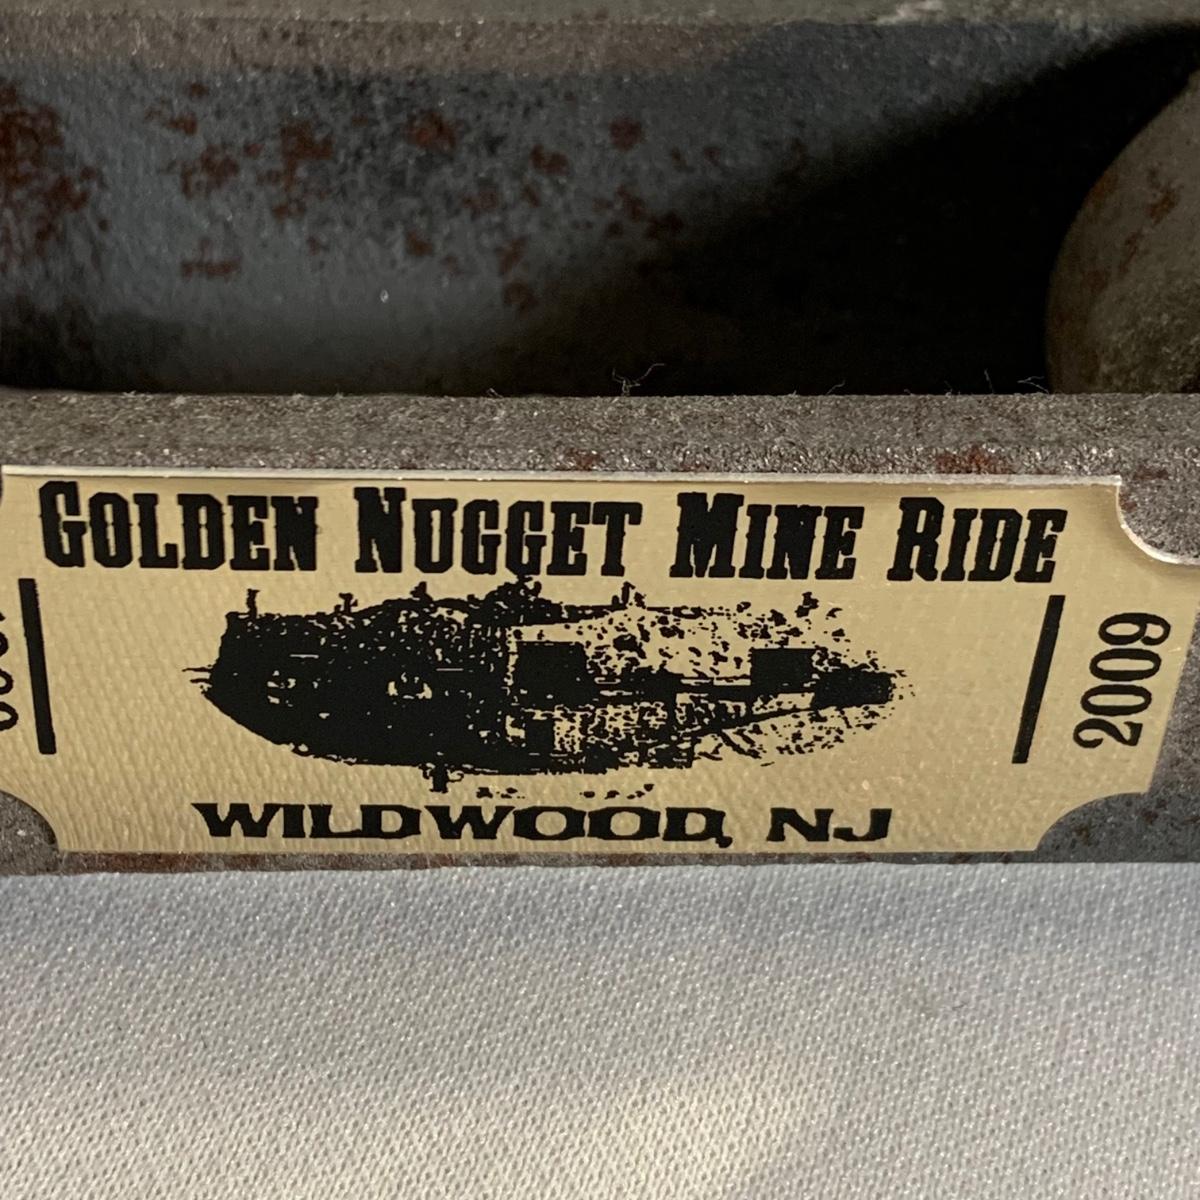 GOLDEN NUGGET MINE RIDE
WILDWOOD, NJ
2009